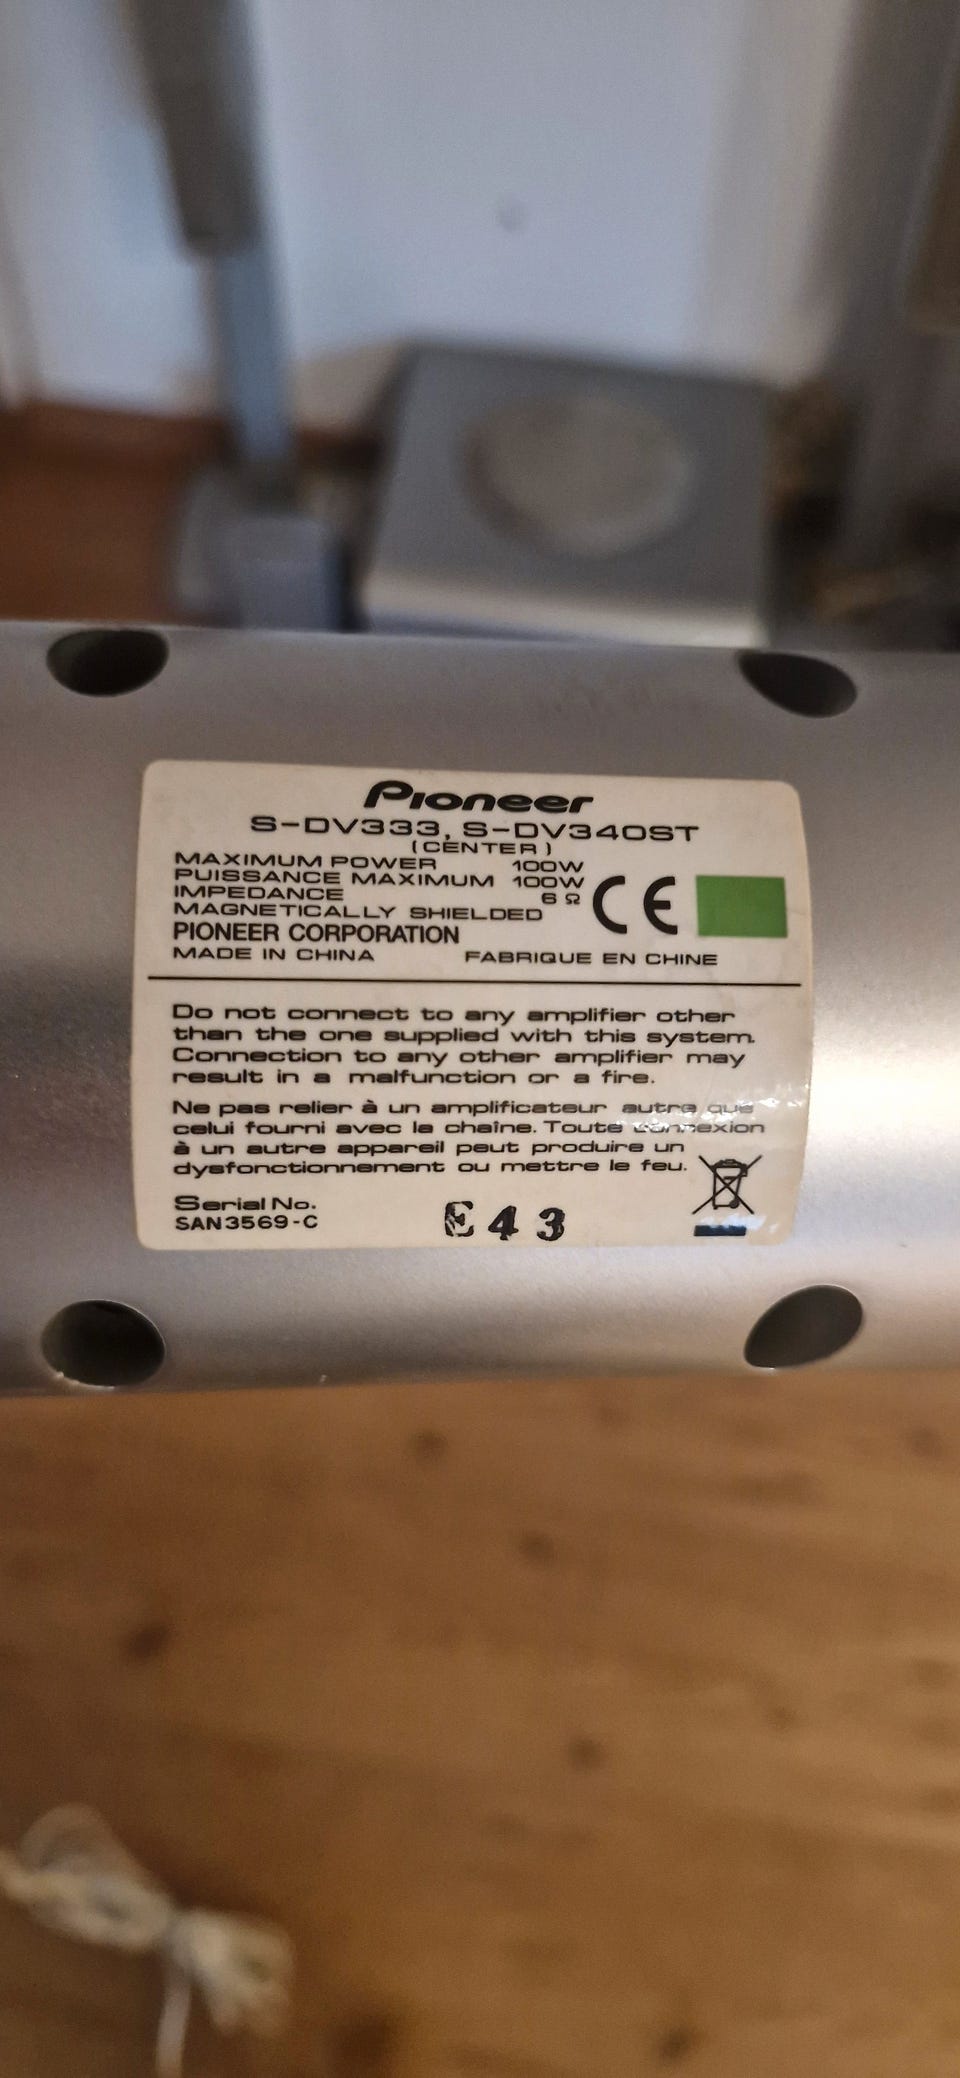 Pioneer
S-DV333, S-DV340ST
(CENTER)
MAXIMUM POWER 100W
PUISSANCE MAXIMUM 100W
IMPEDANCE 6 Ω
MAGNETICALLY SHIELDED
CE
PIONEER CORPORATION
MADE IN CHINA FABRIQUE EN CHINE
Do not connect to any amplifier other
than the one supplied with this system.
Connection to any other amplifier may
result in a malfunction or a fire.
Ne pas relier à un amplificateur autre que
celui fourni avec la chaîne. Toute connexion
à un autre appareil peut produire un
dysfonctionnement ou mettre le feu.
Serial No.
SAN3569-C
E43